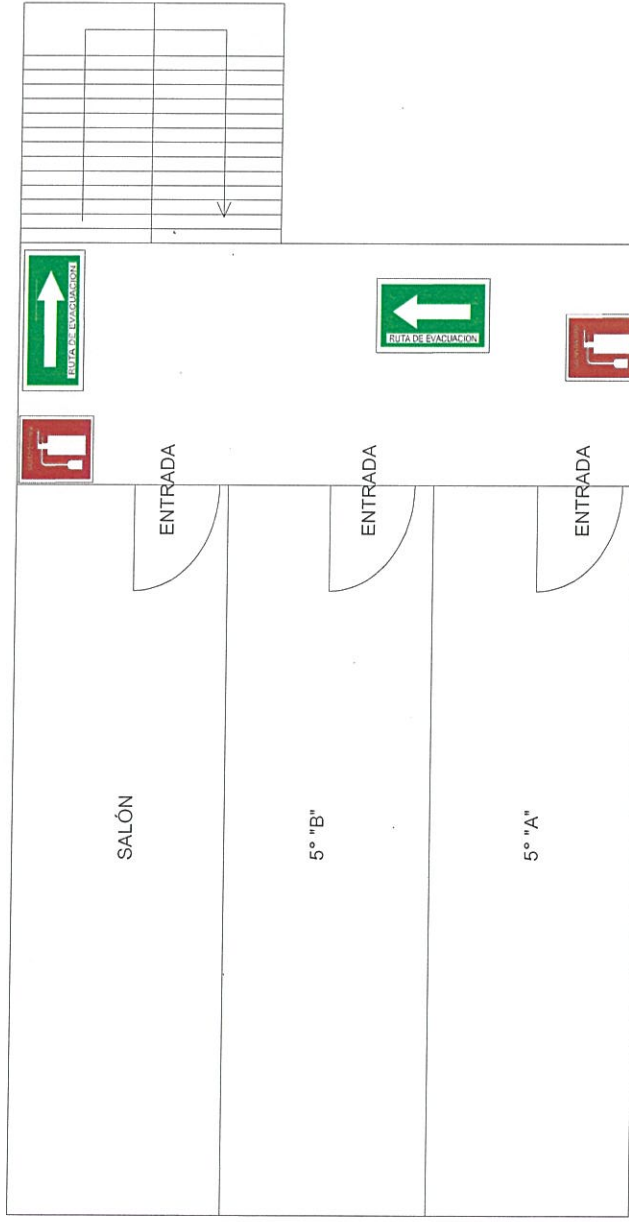 RUTA DE EVACUACION
RUTA DE EVACUACION
ENTRADA
SALÓN
ENTRADA
5° "B"
ENTRADA
5° "A"